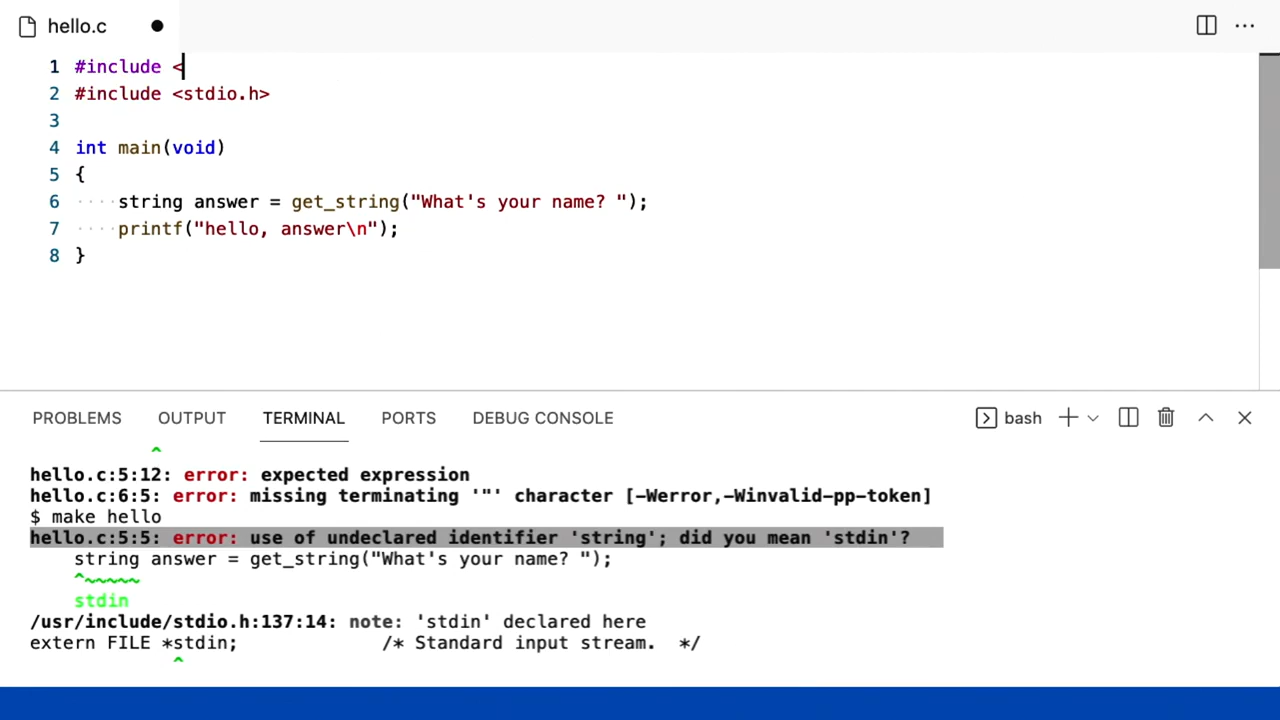 hello.c
1 #include <
2 #include <stdio.h>
3
4 int main(void)
5 {
6 ····string answer = get_string("What's your name? ");
7 ····printf("hello, answer\n");
8 }
PROBLEMS OUTPUT TERMINAL PORTS DEBUG CONSOLE bash
^
hello.c:5:12: error: expected expression
hello.c:6:5: error: missing terminating '"' character [-Werror,-Winvalid-pp-token]
$ make hello
hello.c:5:5: error: use of undeclared identifier 'string'; did you mean 'stdin'?
string answer = get_string("What's your name? ");
^~~~~~
stdin
/usr/include/stdio.h:137:14: note: 'stdin' declared here
extern FILE *stdin; /* Standard input stream. */
^